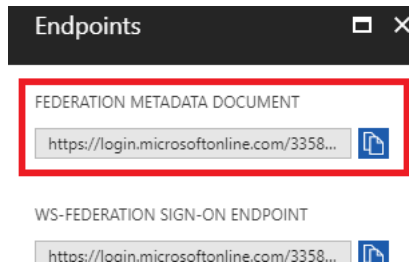 Endpoints
FEDERATION METADATA DOCUMENT
https://login.microsoftonline.com/3358...
WS-FEDERATION SIGN-ON ENDPOINT
https://login.microsoftonline.com/3358...